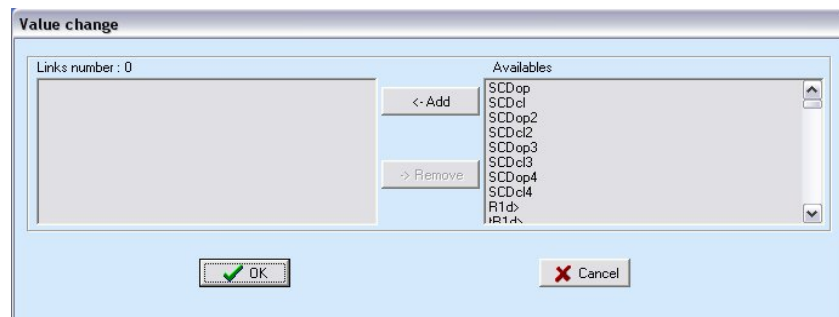 Value change
Links number : 0
Availables
<- Add
-> Remove
SCDop
SCDcl
SCDop2
SCDcl2
SCDop3
SCDcl3
SCDop4
SCDcl4
R1d>
tR1d>
OK
Cancel